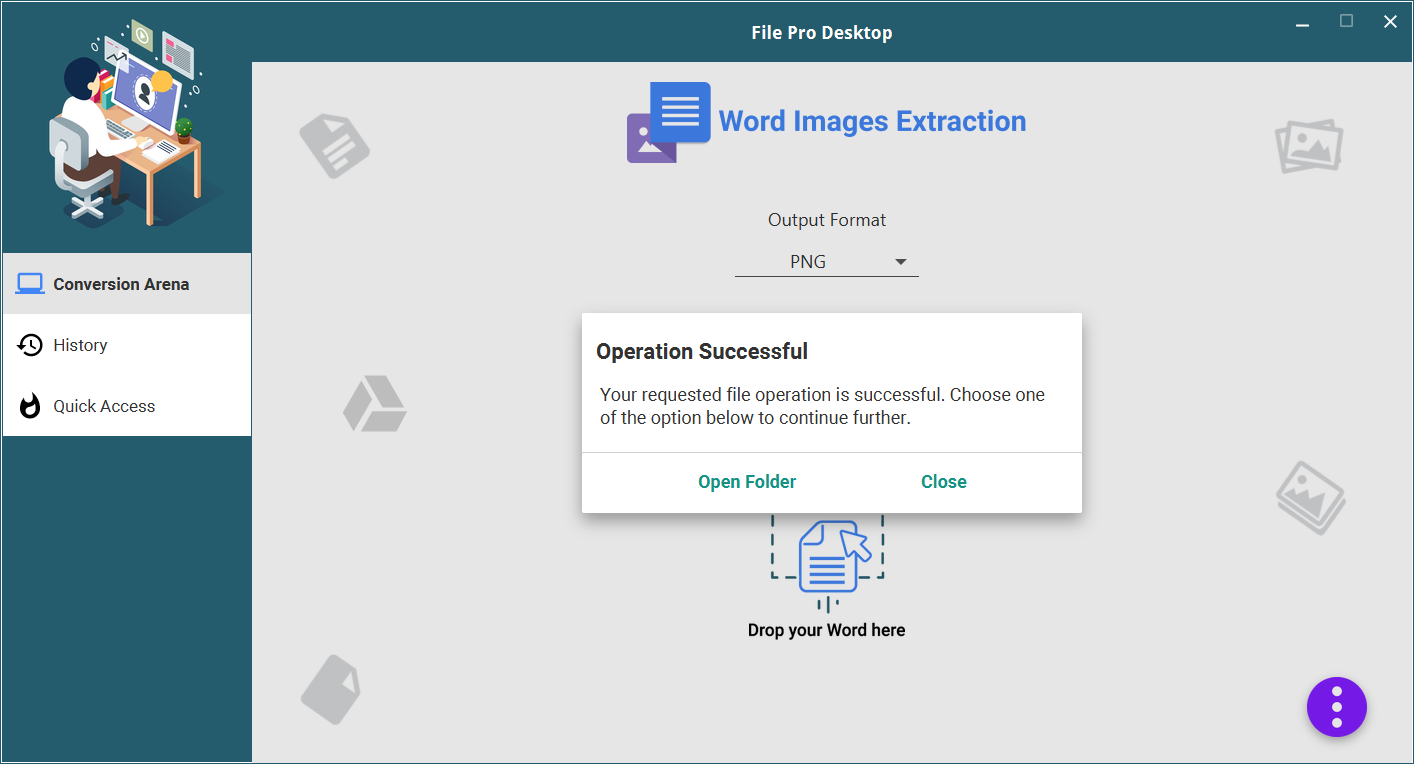 File Pro Desktop
Word Images Extraction
Output Format
PNG
Conversion Arena
History
Quick Access
Operation Successful
Your requested file operation is successful. Choose one
of the option below to continue further.
Open Folder
Close
Drop your Word here